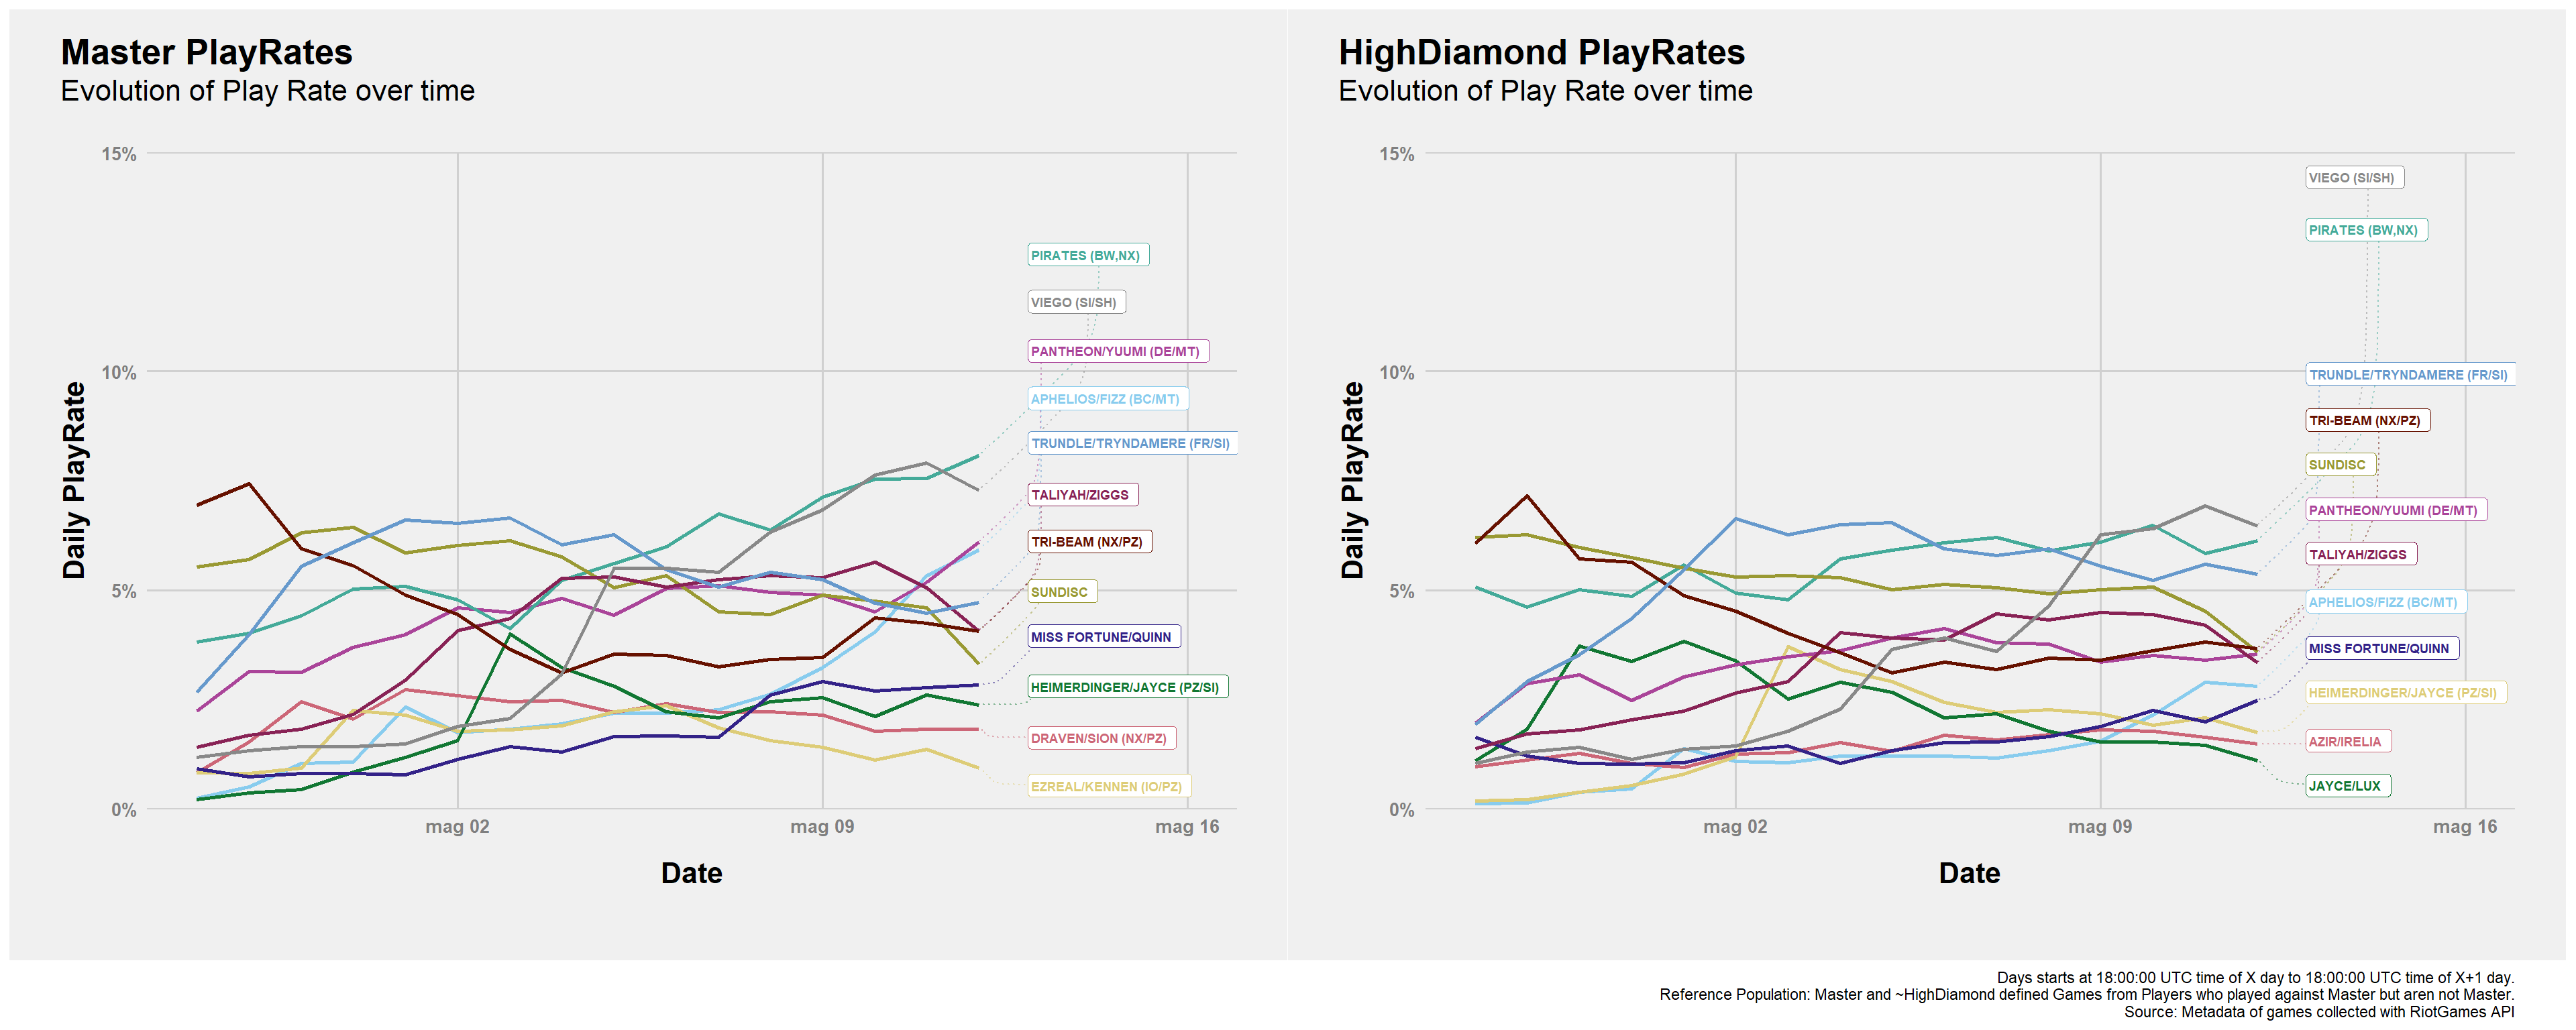 Master PlayRates
Evolution of Play Rate over time
15%
10%
5%
0%
Daily PlayRate
mag 02
mag 09
mag 16
Date
PIRATES (BW,NX)
VIEGO (SI/SH)
PANTHEON/YUUMI (DE/MT)
APHELIOS/FIZZ (BC/MT)
TRUNDLE/TRYNDAMERE (FR/SI)
TALIYAH/ZIGGS
TRI-BEAM (NX/PZ)
SUNDISC
MISS FORTUNE/QUINN
HEIMERDINGER/JAYCE (PZ/SI)
DRAVEN/SION (NX/PZ)
EZREAL/KENNEN (IO/PZ)
HighDiamond PlayRates
Evolution of Play Rate over time
15%
10%
5%
0%
Daily PlayRate
mag 02
mag 09
mag 16
Date
VIEGO (SI/SH)
PIRATES (BW,NX)
TRUNDLE/TRYNDAMERE (FR/SI)
TRI-BEAM (NX/PZ)
SUNDISC
PANTHEON/YUUMI (DE/MT)
TALIYAH/ZIGGS
APHELIOS/FIZZ (BC/MT)
MISS FORTUNE/QUINN
HEIMERDINGER/JAYCE (PZ/SI)
AZIR/IRELIA
JAYCE/LUX
Days starts at 18:00:00 UTC time of X day to 18:00:00 UTC time of X+1 day.
Reference Population: Master and ~HighDiamond defined Games from Players who played against Master but aren not Master.
Source: Metadata of games collected with RiotGames API